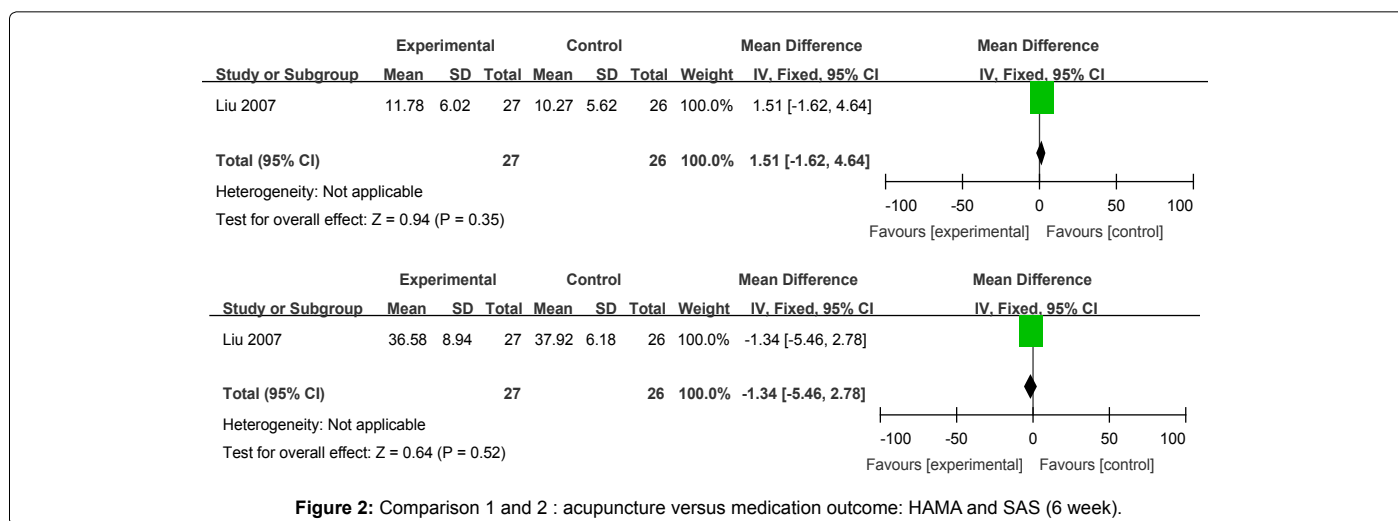 Experimental Control Mean Difference Mean Difference
Study or Subgroup Mean SD Total Mean SD Total Weight IV, Fixed, 95% CI IV, Fixed, 95% CI
Liu 2007 11.78 6.02 27 10.27 5.62 26 100.0% 1.51 [-1.62, 4.64]
Total (95% CI) 27 26 100.0% 1.51 [-1.62, 4.64]
Heterogeneity: Not applicable
Test for overall effect: Z = 0.94 (P = 0.35)
-100 -50 0 50 100
Favours [experimental] Favours [control]
Experimental Control Mean Difference Mean Difference
Study or Subgroup Mean SD Total Mean SD Total Weight IV, Fixed, 95% CI IV, Fixed, 95% CI
Liu 2007 36.58 8.94 27 37.92 6.18 26 100.0% -1.34 [-5.46, 2.78]
Total (95% CI) 27 26 100.0% -1.34 [-5.46, 2.78]
Heterogeneity: Not applicable
Test for overall effect: Z = 0.64 (P = 0.52)
-100 -50 0 50 100
Favours [experimental] Favours [control]
Figure 2: Comparison 1 and 2 : acupuncture versus medication outcome: HAMA and SAS (6 week).